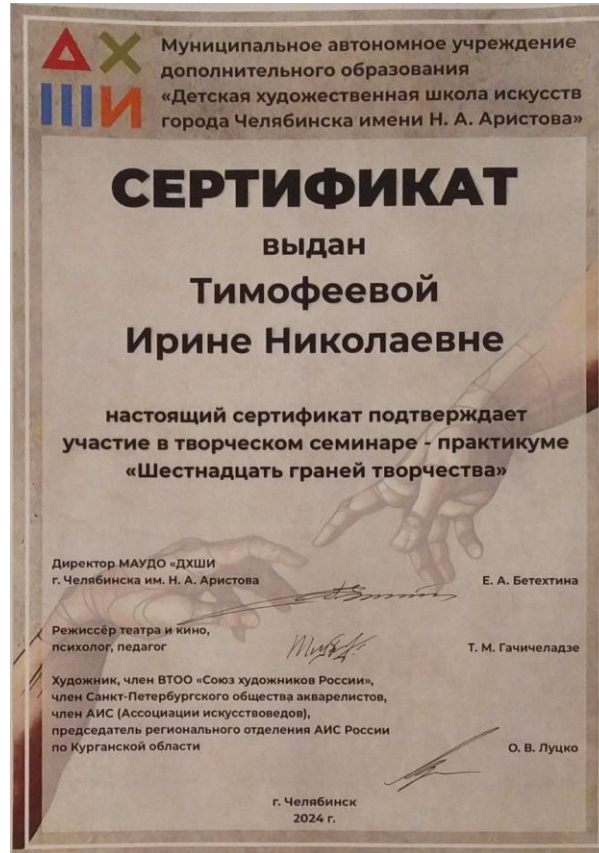 ДХ
ШИ
Муниципальное автономное учреждение
дополнительного образования
«Детская художественная школа искусств
города Челябинска имени Н. А. Аристова»
СЕРТИФИКАТ
выдан
Тимофеевой
Ирине Николаевне
настоящий сертификат подтверждает
участие в творческом семинаре - практикуме
«Шестнадцать граней творчества»
Директор МАУДО «ДХШИ
г. Челябинска им. Н. А. Аристова
Е. А. Бетехтина
Режиссёр театра и кино,
психолог, педагог
Т. М. Гачичеладзе
Художник, член ВТОО «Союз художников России»,
член Санкт-Петербургского общества акварелистов,
член АИС (Ассоциации искусствоведов),
председатель регионального отделения АИС России
по Курганской области
О. В. Луцко
г. Челябинск
2024 г.